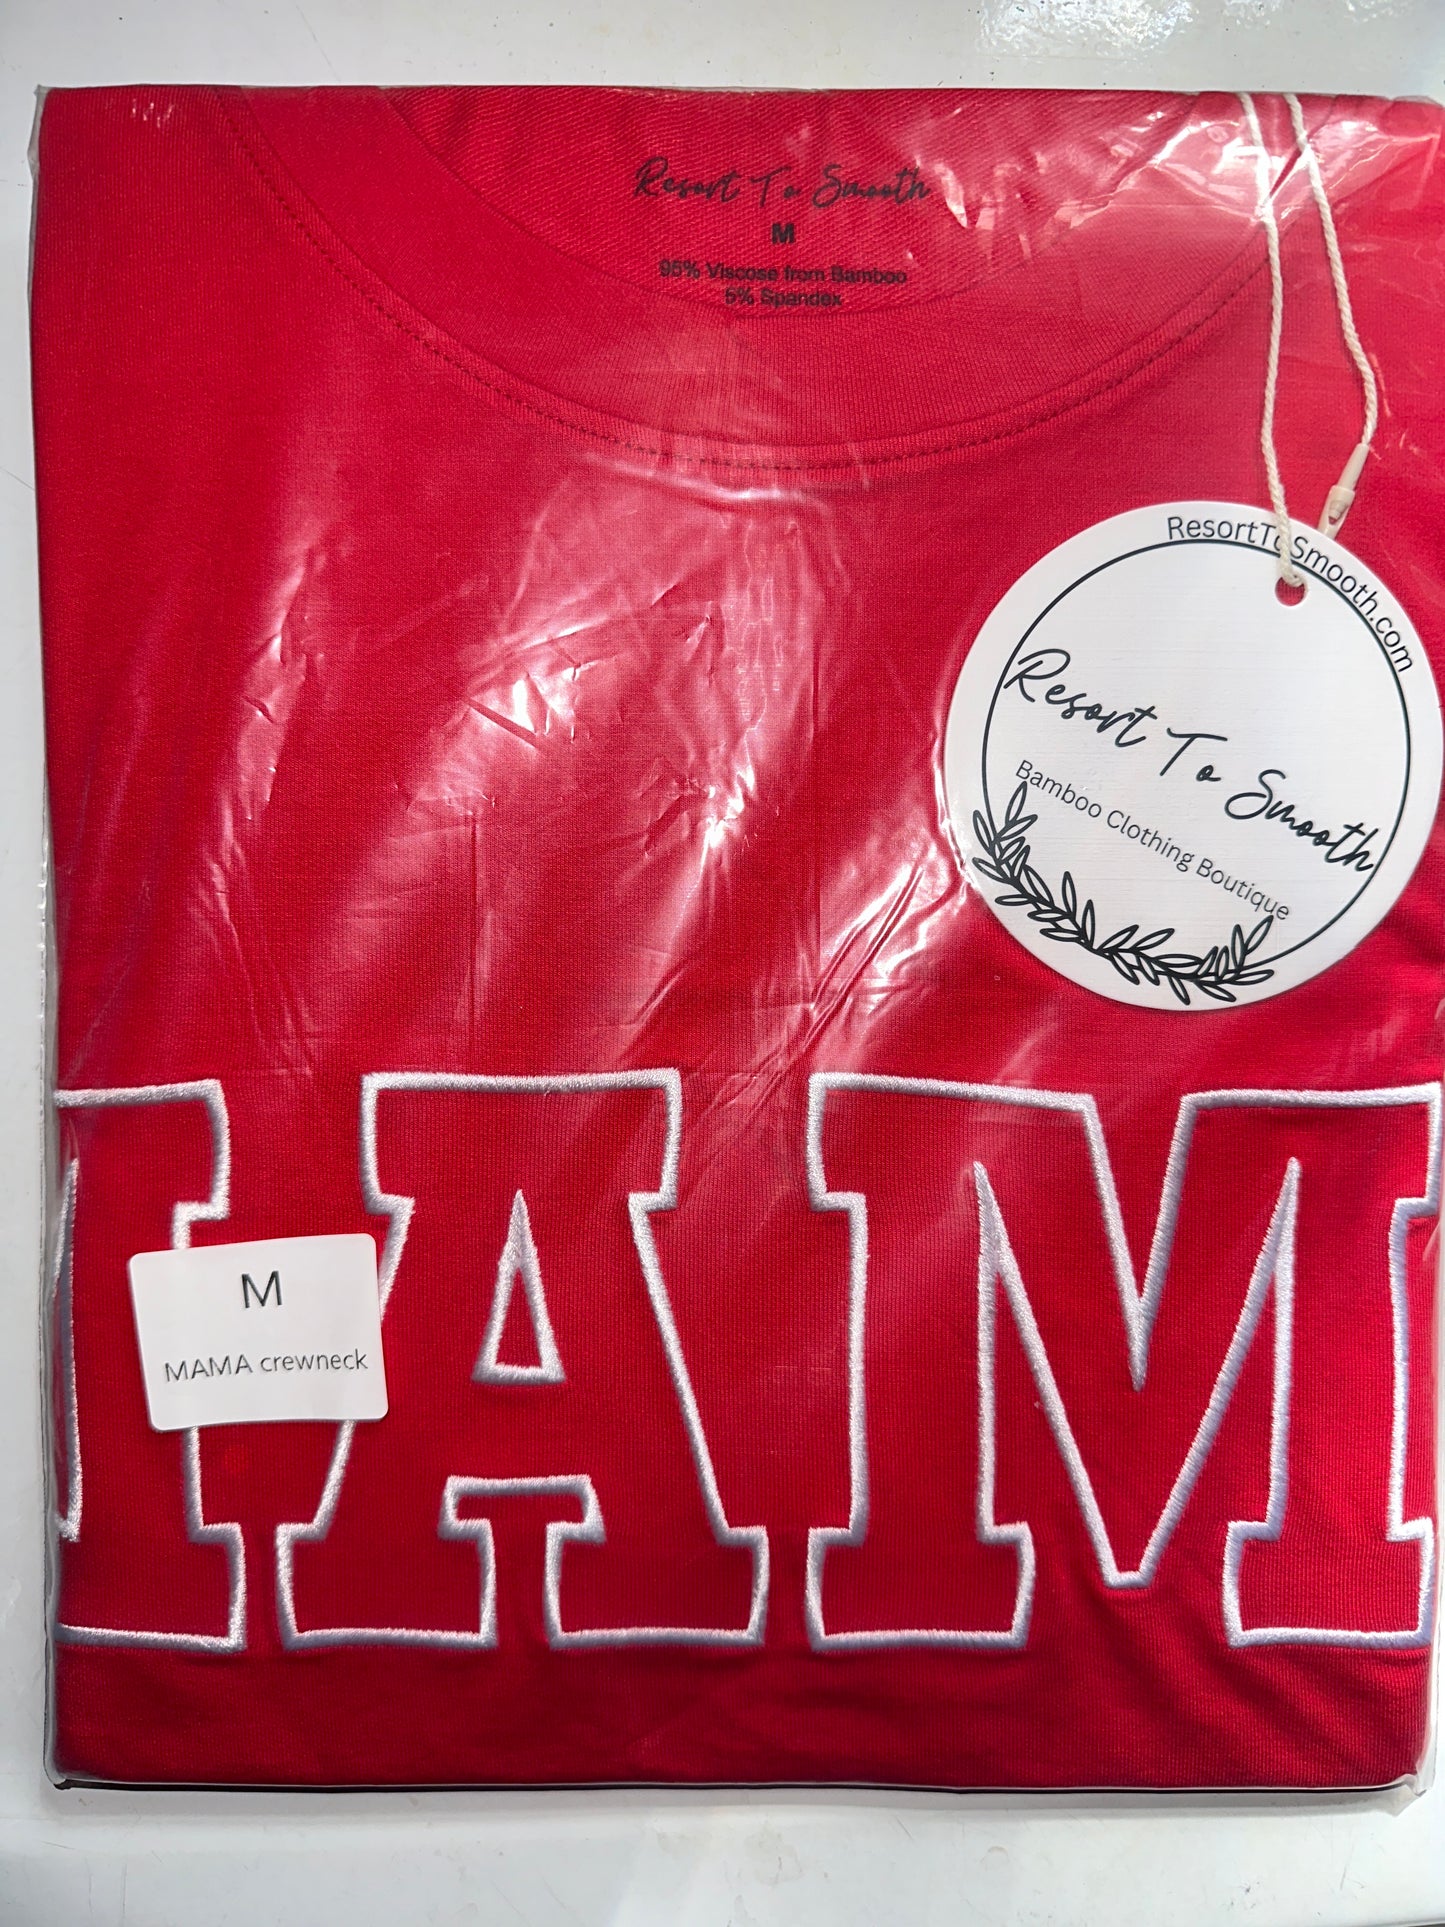 Resort To Smooth
M
95% Viscose from Bamboo
5% Spandex
ResortToSmooth.com
Resort To Smooth
Bamboo Clothing Boutique
MAM
M
MAMA crewneck